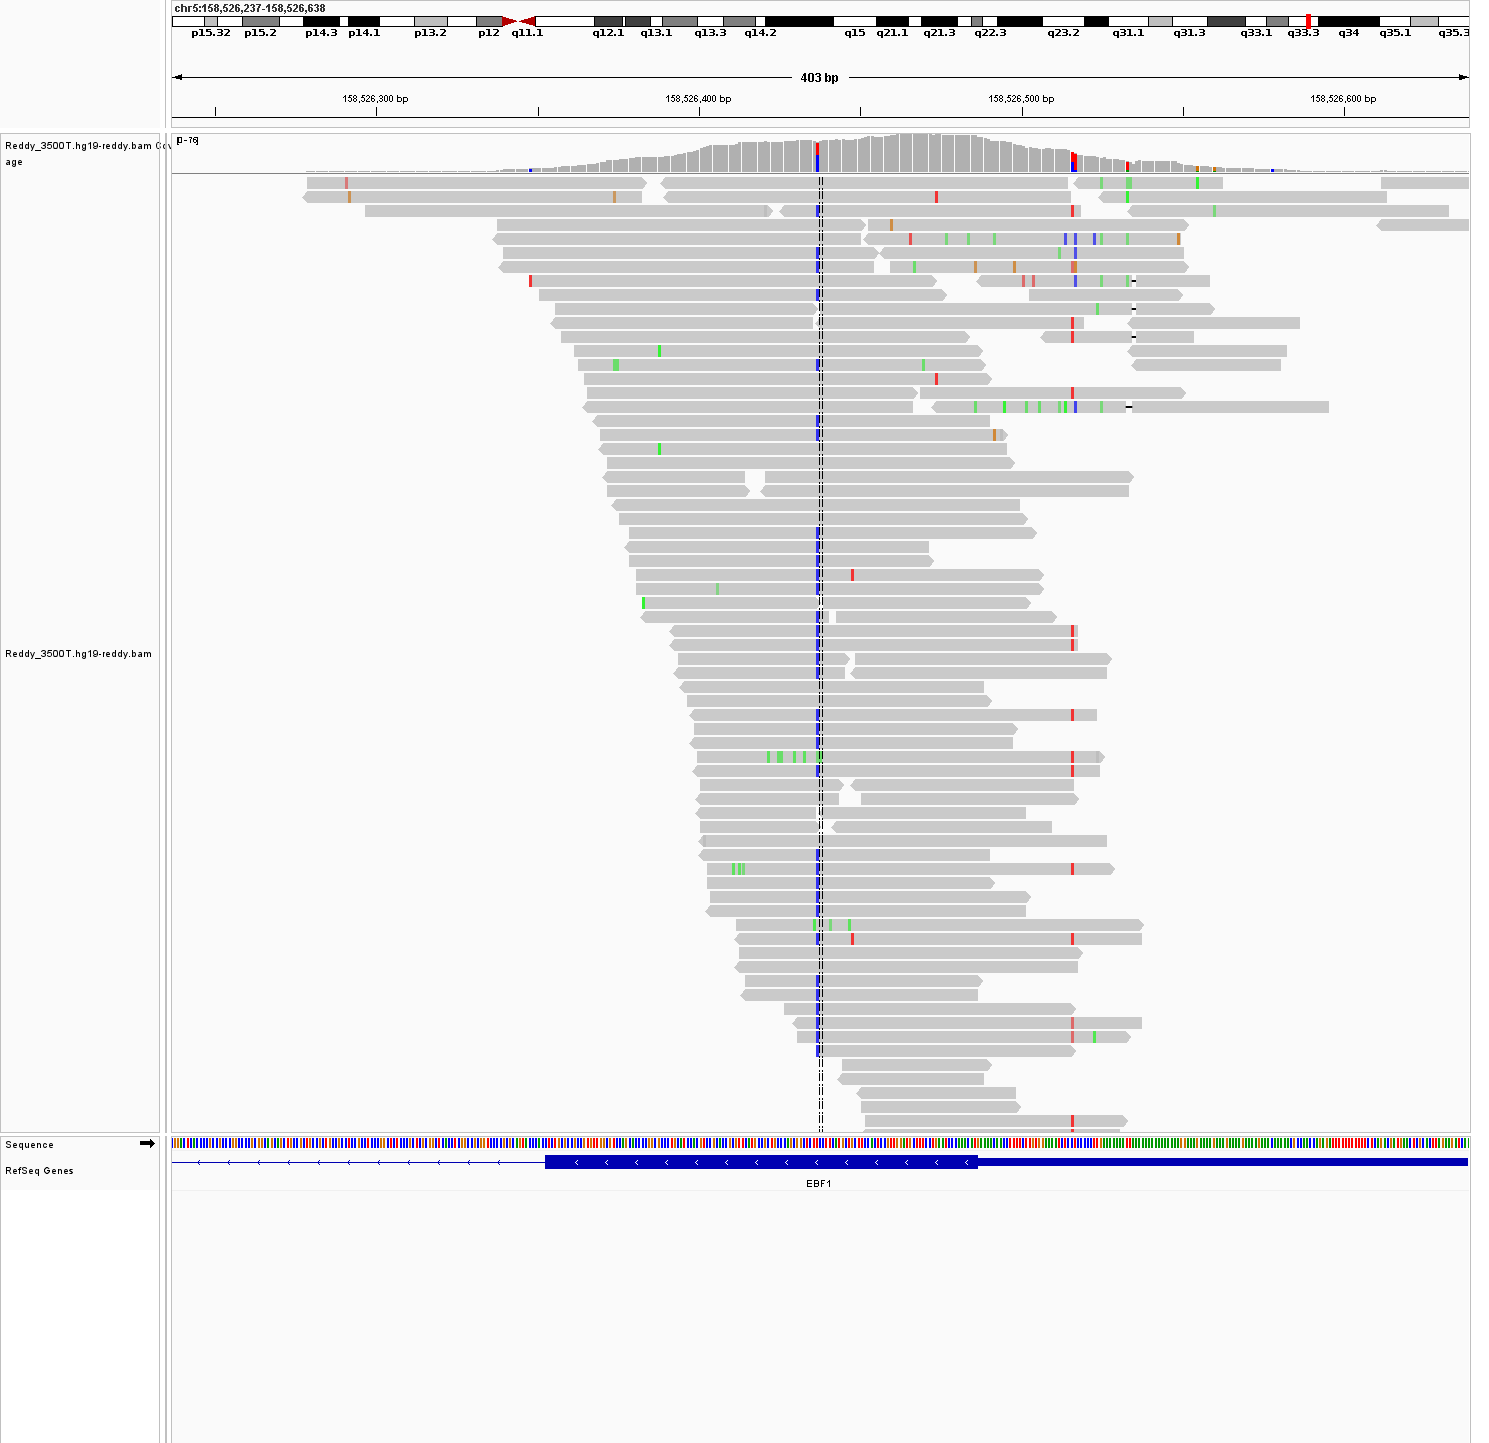 chr5:158,526,237-158,526,638
p15.32 p15.2 p14.3 p14.1 p13.2 p12 q11.1 q12.1 q13.1 q13.3 q14.2 q15 q21.1 q21.3 q22.3 q23.2 q31.1 q31.3 q33.1 q33.3 q34 q35.1 q35.3
403 bp
158,526,300 bp 158,526,400 bp 158,526,500 bp 158,526,600 bp
[0-76]
Reddy_3500T.hg19-reddy.bam Cov
age
Reddy_3500T.hg19-reddy.bam
Sequence
RefSeq Genes
EBF1